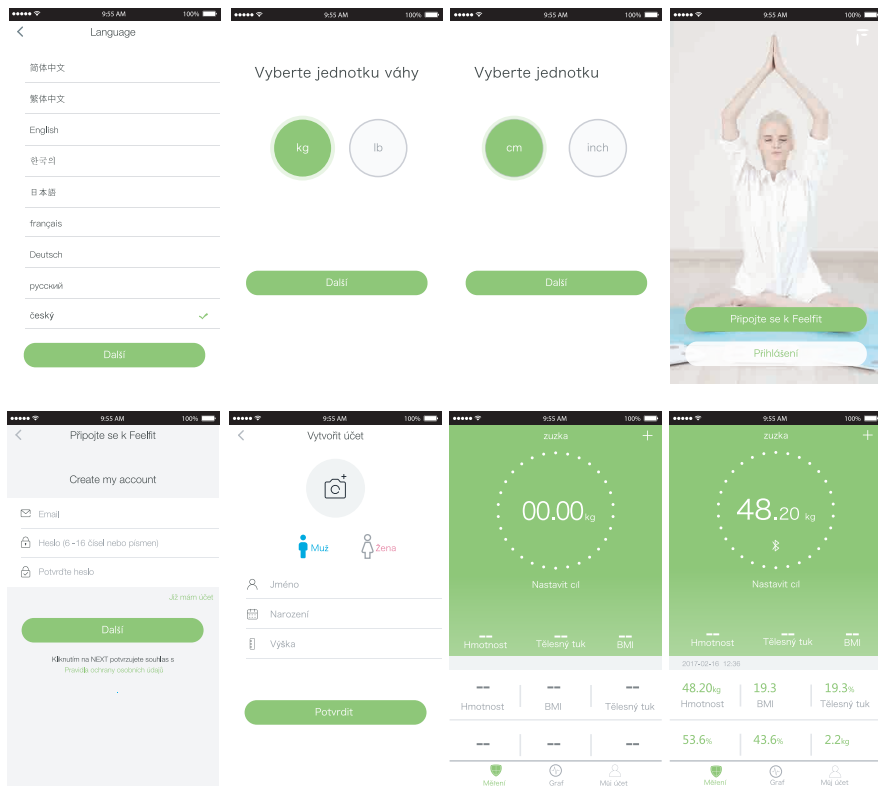 9:55 AM 100%
Language
简体中文
繁体中文
English
한국의
日本語
français
Deutsch
русский
český
Další
9:55 AM 100%
Vyberte jednotku váhy
kg lb
Další
9:55 AM 100%
Vyberte jednotku
cm inch
Další
9:55 AM 100%
Připojte se k Feelfit
Přihlášení
9:55 AM 100%
Připojte se k Feelfit
Create my account
Email
Heslo (6-16 čísel nebo písmen)
Potvrďte heslo
Již mám účet
Další
Kliknutím na NEXT potvrzujete souhlas s
Pravidla ochrany osobních údajů
9:55 AM 100%
Vytvořit účet
Muž Žena
Jméno
Narození
Výška
Potvrdit
9:55 AM 100%
zuzka
00.00 kg
Nastavit cíl
-- -- --
Hmotnost Tělesný tuk BMI
-- -- --
Hmotnost BMI Tělesný tuk
-- -- --
Měření Graf Můj účet
9:55 AM 100%
zuzka
48.20 kg
Nastavit cíl
-- -- --
Hmotnost Tělesný tuk BMI
2017-02-16 12:36
48.20kg 19.3 19.3%
Hmotnost BMI Tělesný tuk
53.6% 43.6% 2.2kg
Měření Graf Můj účet